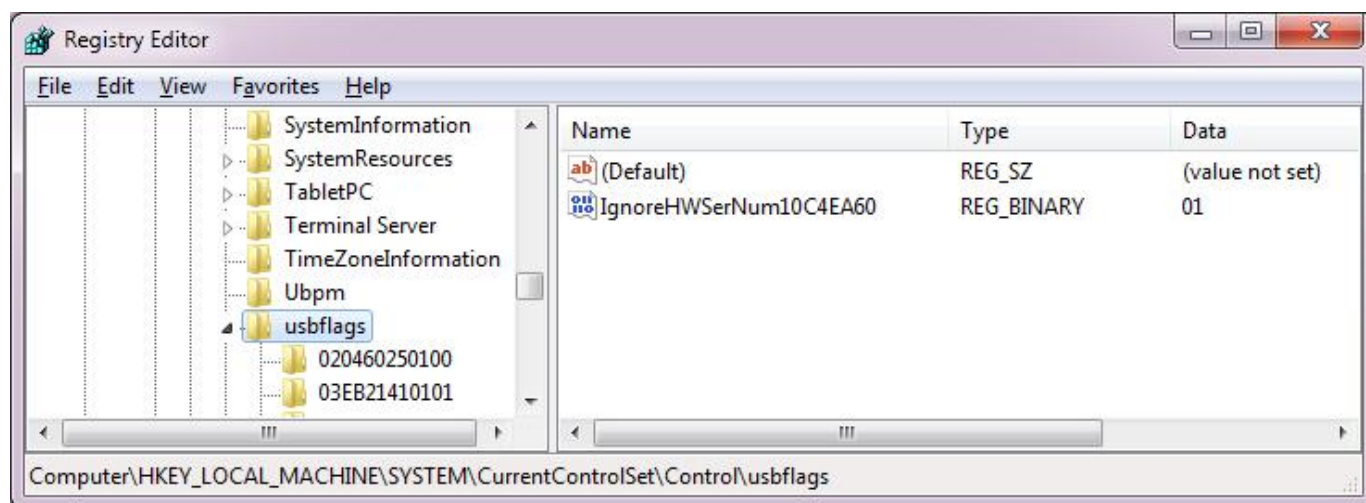 Registry Editor
File Edit View Favorites Help
SystemInformation
SystemResources
TabletPC
Terminal Server
TimeZoneInformation
Ubpm
usbflags
020460250100
03EB21410101
Name Type Data
(Default) REG_SZ (value not set)
IgnoreHWSerNum10C4EA60 REG_BINARY 01
Computer\HKEY_LOCAL_MACHINE\SYSTEM\CurrentControlSet\Control\usbflags